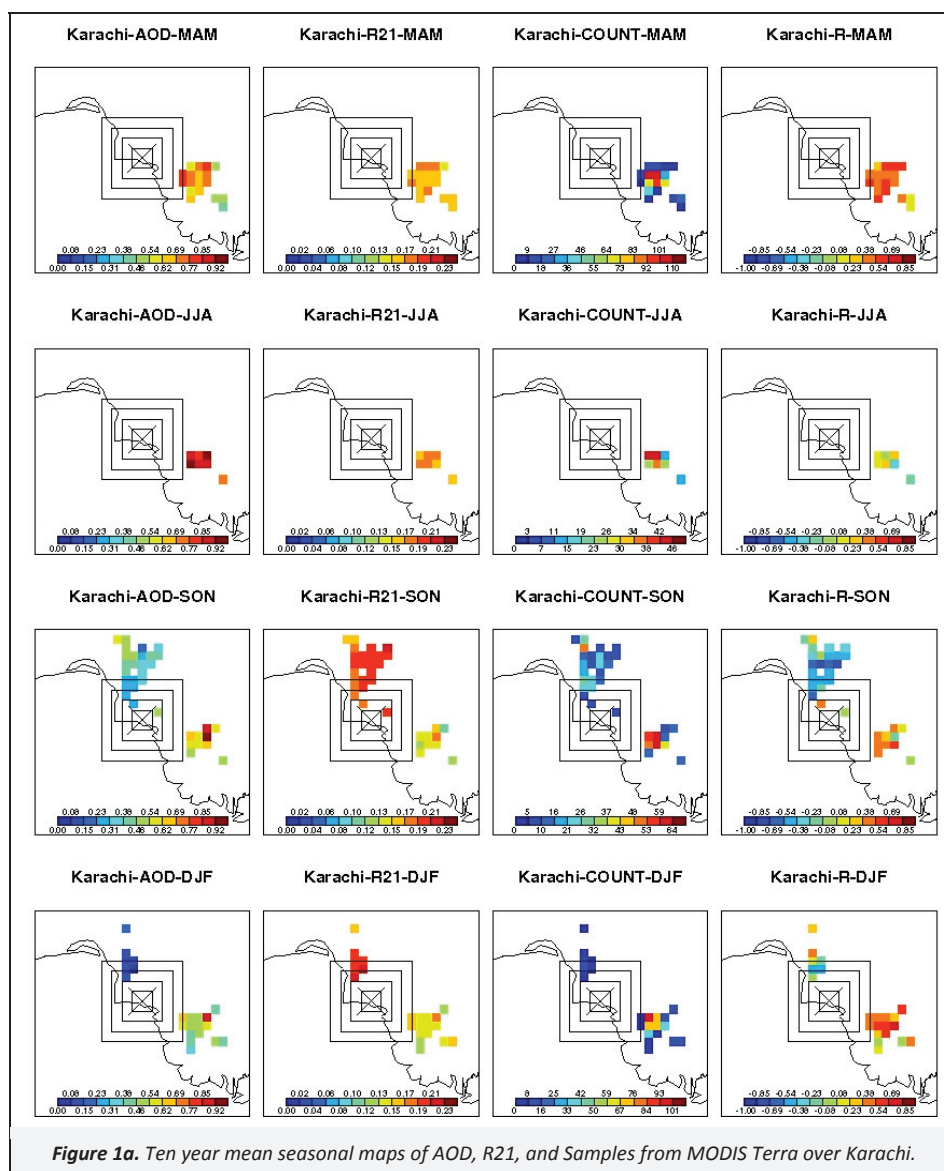 Karachi-AOD-MAM Karachi-R21-MAM Karachi-COUNT-MAM Karachi-R-MAM
0.08 0.23 0.38 0.54 0.69 0.85 0.02 0.06 0.10 0.13 0.17 0.21 9 27 46 64 83 101 -0.85 -0.54 -0.23 0.08 0.38 0.69
0.00 0.15 0.31 0.46 0.61 0.77 0.92 0.00 0.04 0.08 0.12 0.15 0.19 0.23 0 18 36 55 73 92 110 -1.00 -0.69 -0.38 -0.08 0.23 0.54 0.85
Karachi-AOD-JJA Karachi-R21-JJA Karachi-COUNT-JJA Karachi-R-JJA
0.08 0.23 0.38 0.54 0.69 0.85 0.02 0.06 0.10 0.13 0.17 0.21 3 11 19 26 34 42 -0.85 -0.54 -0.23 0.08 0.38 0.69
0.00 0.15 0.31 0.46 0.61 0.77 0.92 0.00 0.04 0.08 0.12 0.15 0.19 0.23 0 7 15 23 30 38 46 -1.00 -0.69 -0.38 -0.08 0.23 0.54 0.85
Karachi-AOD-SON Karachi-R21-SON Karachi-COUNT-SON Karachi-R-SON
0.08 0.23 0.38 0.54 0.69 0.85 0.02 0.06 0.10 0.13 0.17 0.21 5 16 26 37 48 59 -0.85 -0.54 -0.23 0.08 0.38 0.69
0.00 0.15 0.31 0.46 0.61 0.77 0.92 0.00 0.04 0.08 0.12 0.15 0.19 0.23 0 10 21 32 43 53 64 -1.00 -0.69 -0.38 -0.08 0.23 0.54 0.85
Karachi-AOD-DJF Karachi-R21-DJF Karachi-COUNT-DJF Karachi-R-DJF
0.08 0.23 0.38 0.54 0.69 0.85 0.02 0.06 0.10 0.13 0.17 0.21 8 25 42 59 76 93 -0.85 -0.54 -0.23 0.08 0.38 0.69
0.00 0.15 0.31 0.46 0.61 0.77 0.92 0.00 0.04 0.08 0.12 0.15 0.19 0.23 0 16 33 50 67 84 101 -1.00 -0.69 -0.38 -0.08 0.23 0.54 0.85
Figure 1a. Ten year mean seasonal maps of AOD, R21, and Samples from MODIS Terra over Karachi.